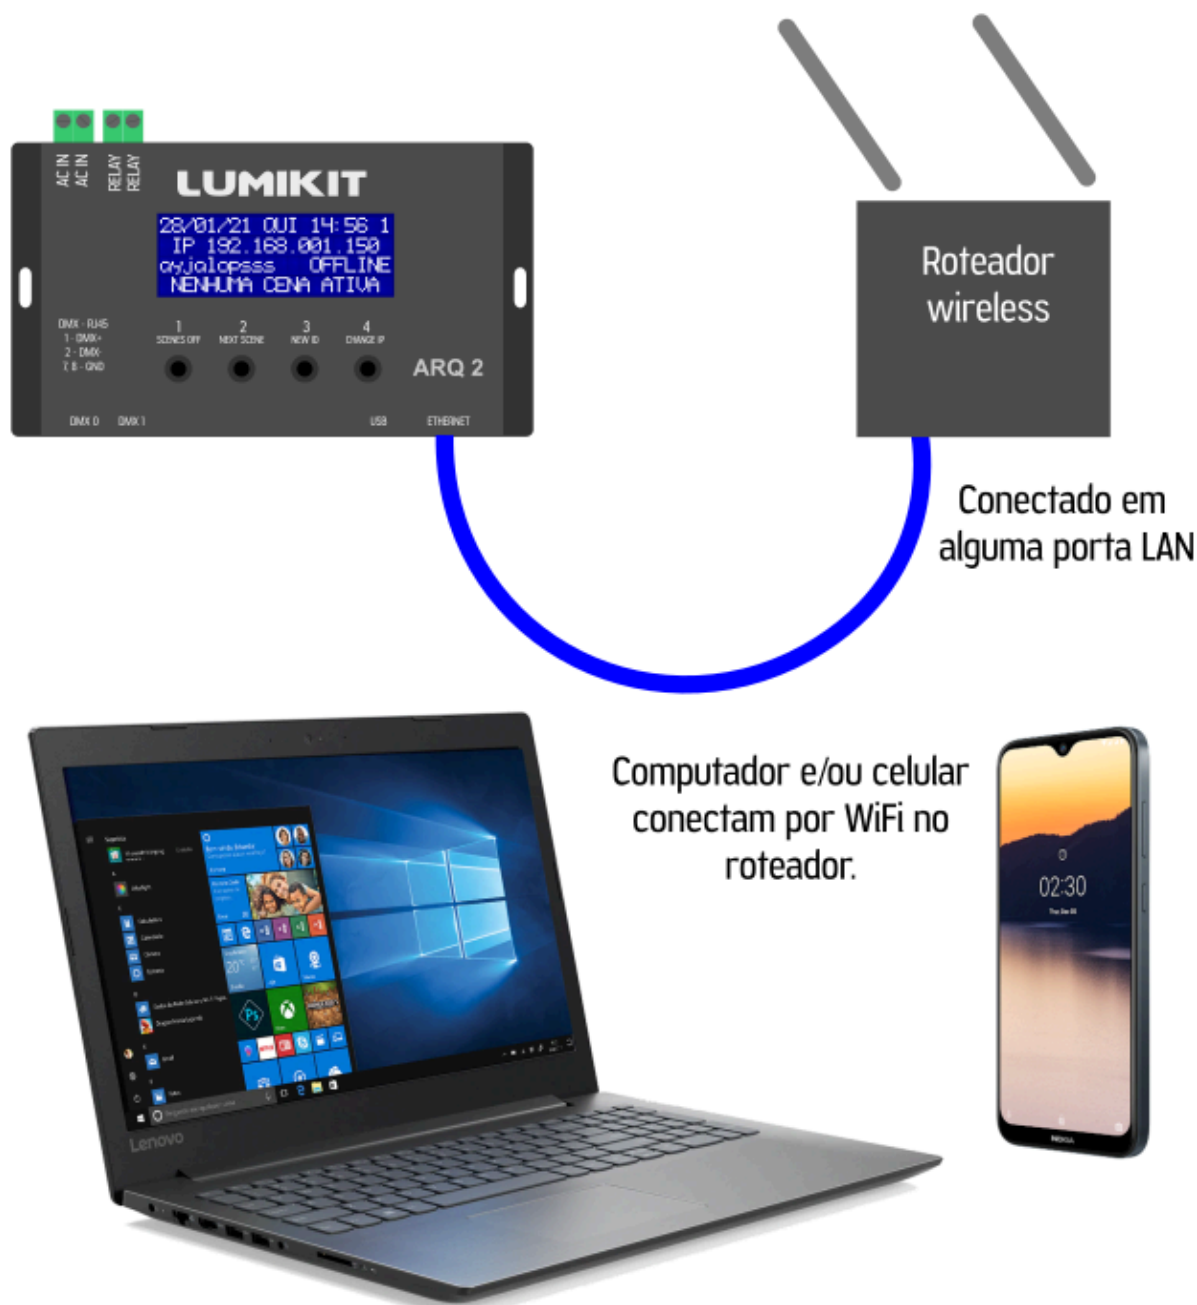 AC IN
AC IN
RELAY
RELAY
LUMIKIT
28/01/21 QUI 14:56 1
IP 192.168.001.150
ayjalapsss OFFLINE
NENHUMA CENA ATIVA
DMX - RJ45
1 - DMX+
2 - DMX-
7, 8 - GND
1 2 3 4
SCENES OFF NEXT SCENE NEW ID CHANGE IP
ARQ 2
DMX 0 DMX 1 USB ETHERNET
Roteador
wireless
Conectado em
alguma porta LAN
Computador e/ou celular
conectam por WiFi no
roteador.
02:30
Lenovo
NOKIA